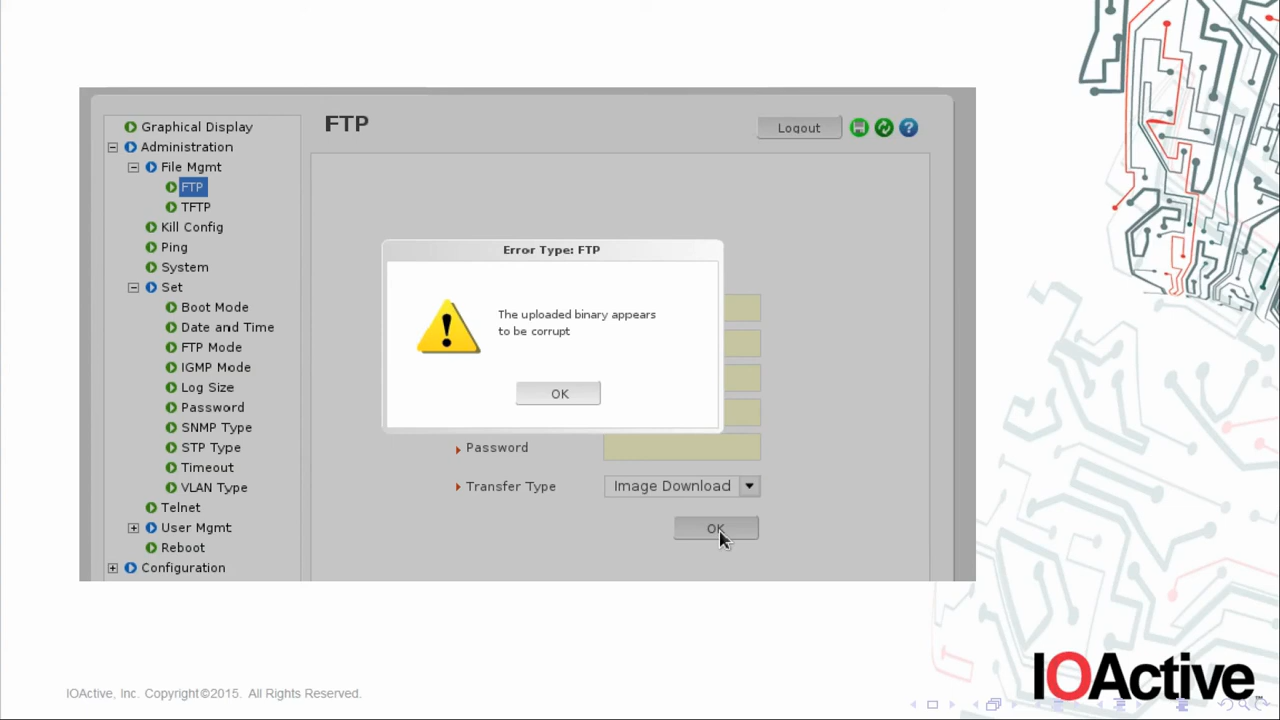 FTP
Logout
Graphical Display
Administration
File Mgmt
FTP
TFTP
Kill Config
Ping
System
Set
Boot Mode
Date and Time
FTP Mode
IGMP Mode
Log Size
Password
SNMP Type
STP Type
Timeout
VLAN Type
Telnet
User Mgmt
Reboot
Configuration
Error Type: FTP
The uploaded binary appears
to be corrupt
OK
Password
Transfer Type
Image Download
OK
IOActive, Inc. Copyright©2015. All Rights Reserved.
IOActive™